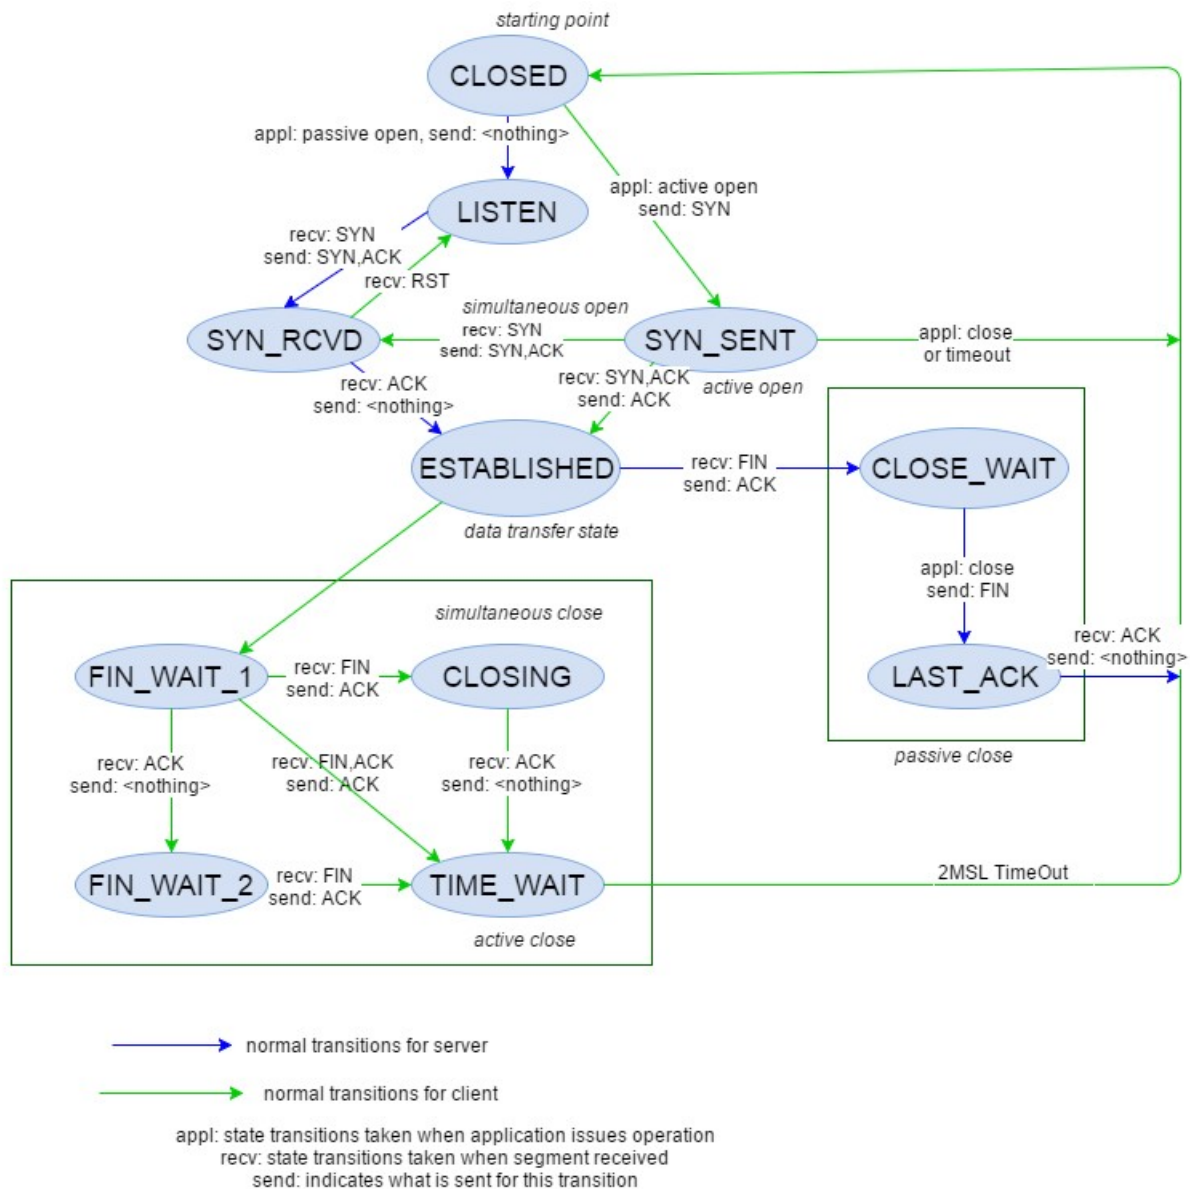 starting point
CLOSED
appl: passive open, send: <nothing>
appl: active open
send: SYN
LISTEN
recv: SYN
send: SYN,ACK
recv: RST
simultaneous open
recv: SYN
send: SYN,ACK
SYN_RCVD
SYN_SENT
appl: close
or timeout
recv: ACK
send: <nothing>
recv: SYN,ACK
send: ACK
active open
ESTABLISHED
recv: FIN
send: ACK
CLOSE_WAIT
data transfer state
appl: close
send: FIN
simultaneous close
recv: ACK
send: <nothing>
FIN_WAIT_1
recv: FIN
send: ACK
CLOSING
LAST_ACK
passive close
recv: ACK
send: <nothing>
recv: FIN,ACK
send: ACK
recv: ACK
send: <nothing>
FIN_WAIT_2
recv: FIN
send: ACK
TIME_WAIT
2MSL TimeOut
active close
normal transitions for server
normal transitions for client
appl: state transitions taken when application issues operation
recv: state transitions taken when segment received
send: indicates what is sent for this transition